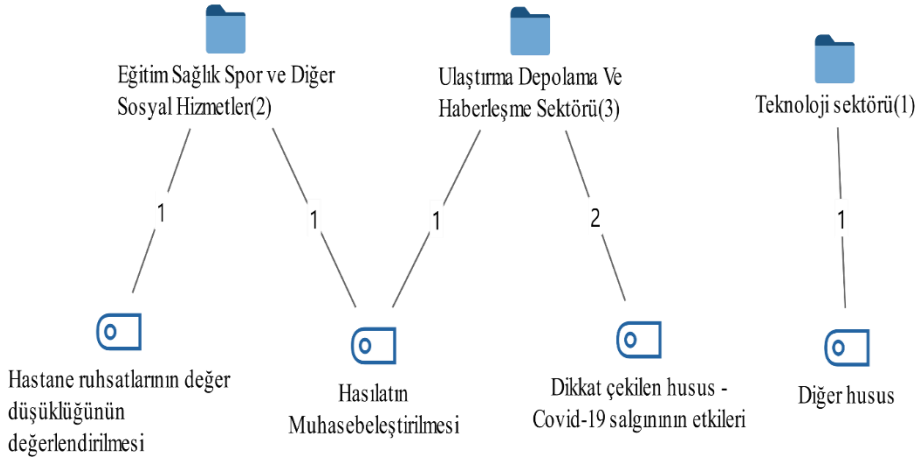 Eğitim Sağlık Spor ve Diğer
Sosyal Hizmetler(2)
Ulaştırma Depolama Ve
Haberleşme Sektörü(3)
Teknoloji sektörü(1)
1
1
1
2
1
Hastane ruhsatlarının değer
düşüklüğünün
değerlendirilmesi
Hasılatın
Muhasebeleştirilmesi
Dikkat çekilen husus -
Covid-19 salgınının etkileri
Diğer husus